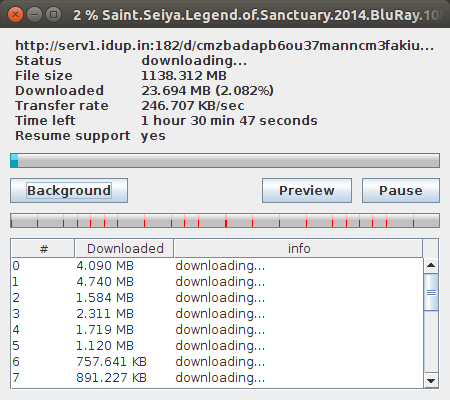 2 % Saint.Seiya.Legend.of.Sanctuary.2014.BluRay.10
http://serv1.idup.in:182/d/cmzbadapb6ou37manncm3fakiu...
Status downloading...
File size 1138.312 MB
Downloaded 23.694 MB (2.082%)
Transfer rate 246.707 KB/sec
Time left 1 hour 30 min 47 seconds
Resume support yes
Background Preview Pause
# Downloaded info
0 4.090 MB downloading...
1 4.740 MB downloading...
2 1.584 MB downloading...
3 2.311 MB downloading...
4 1.719 MB downloading...
5 1.120 MB downloading...
6 757.641 KB downloading...
7 891.227 KB downloading...